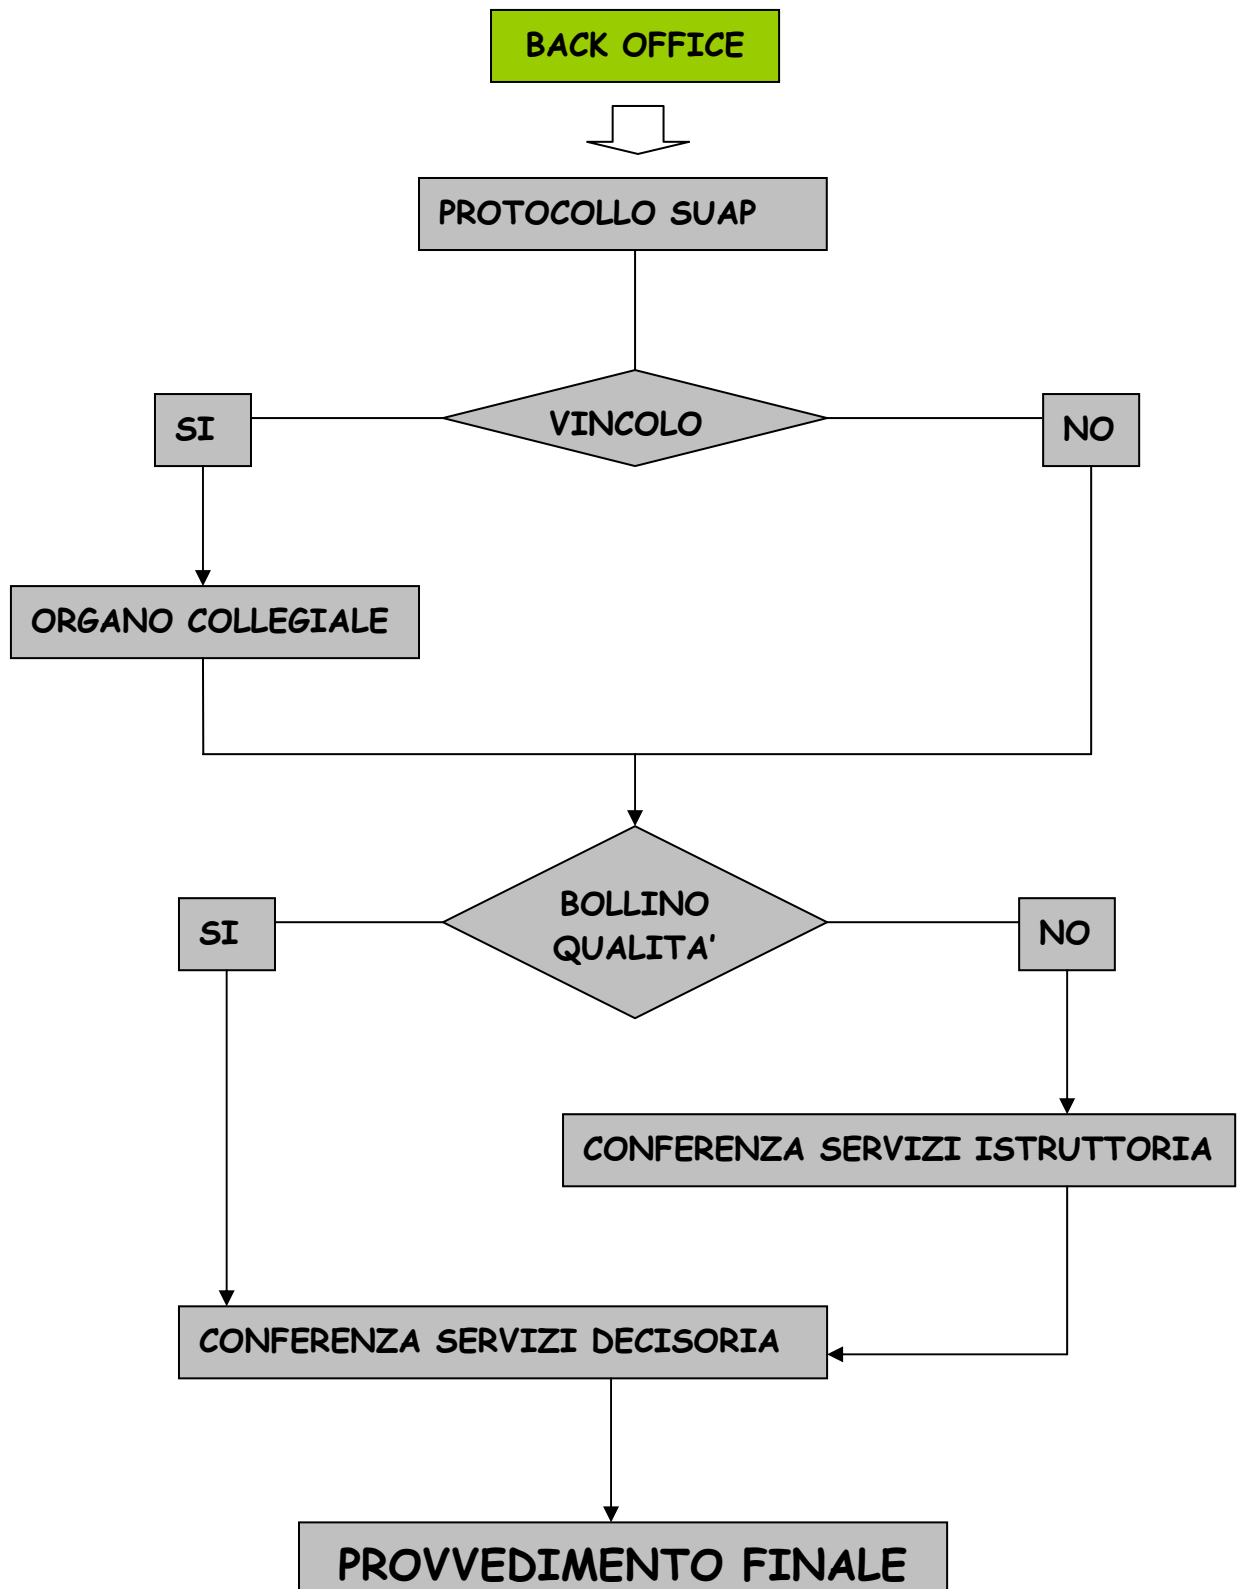 BACK OFFICE
PROTOCOLLO SUAP
SI
VINCOLO
NO
ORGANO COLLEGIALE
SI
BOLLINO
QUALITA'
NO
CONFERENZA SERVIZI ISTRUTTORIA
CONFERENZA SERVIZI DECISORIA
PROVVEDIMENTO FINALE